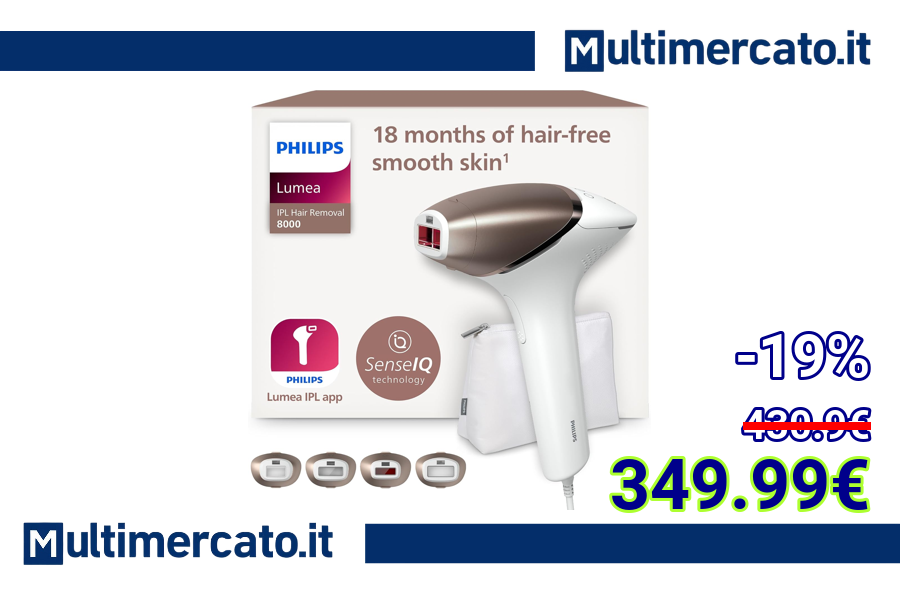 Multimercato.it
PHILIPS
Lumea
IPL Hair Removal
8000
18 months of hair-free
smooth skin¹
PHILIPS
Lumea IPL app
SenseIQ
technology
PHILIPS
-19%
430.9€
349.99€
Multimercato.it